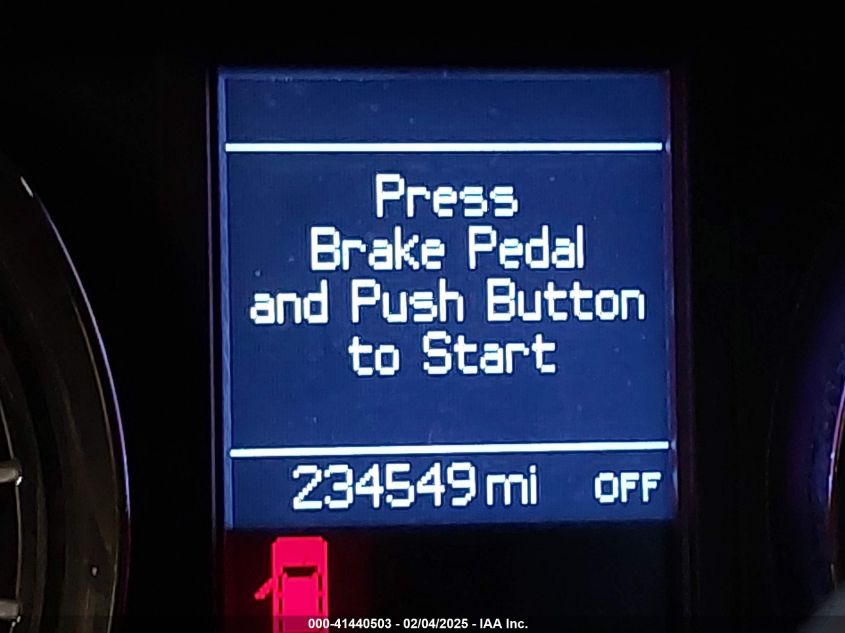 Press
Brake Pedal
and Push Button
to Start
234549 mi OFF
000-41440503 - 02/04/2025 - IAA Inc.